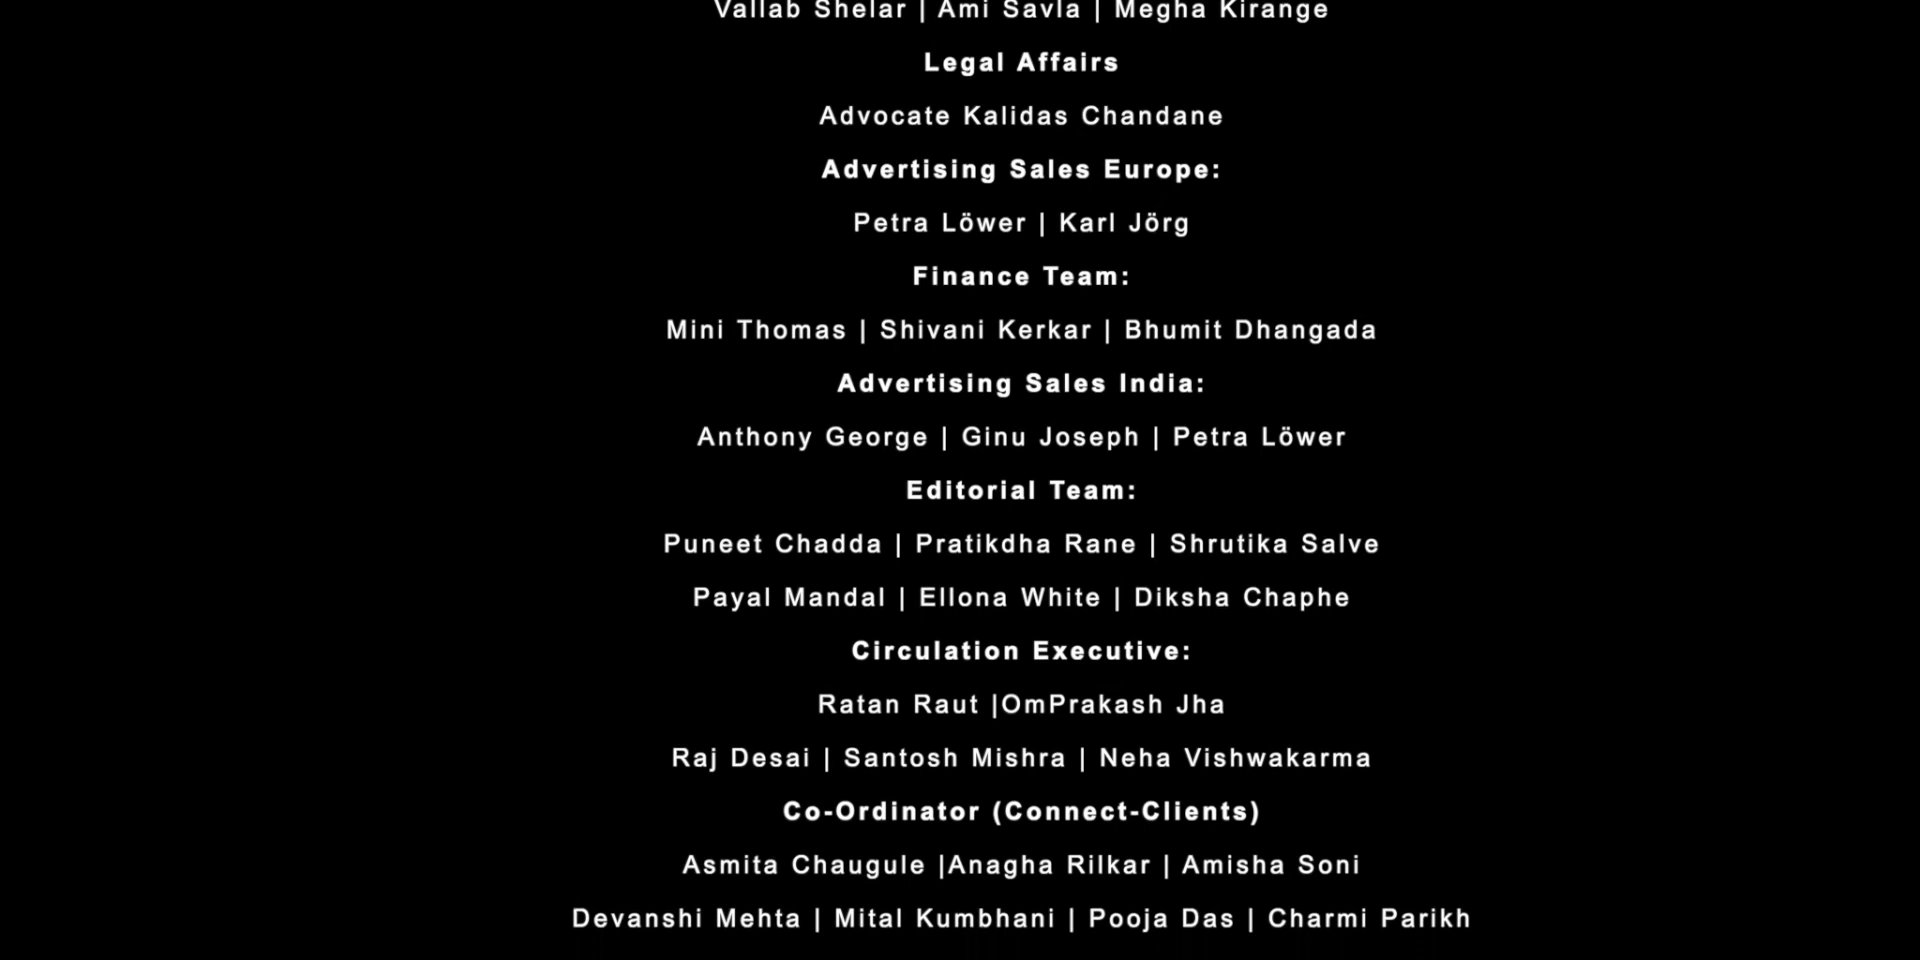 Vallab Shelar | Ami Savla | Megha Kirange
Legal Affairs
Advocate Kalidas Chandane
Advertising Sales Europe:
Petra Löwer | Karl Jörg
Finance Team:
Mini Thomas | Shivani Kerkar | Bhumit Dhangada
Advertising Sales India:
Anthony George | Ginu Joseph | Petra Löwer
Editorial Team:
Puneet Chadda | Pratikdha Rane | Shrutika Salve
Payal Mandal | Ellona White | Diksha Chaphe
Circulation Executive:
Ratan Raut |OmPrakash Jha
Raj Desai | Santosh Mishra | Neha Vishwakarma
Co-Ordinator (Connect-Clients)
Asmita Chaugule |Anagha Rilkar | Amisha Soni
Devanshi Mehta | Mital Kumbhani | Pooja Das | Charmi Parikh